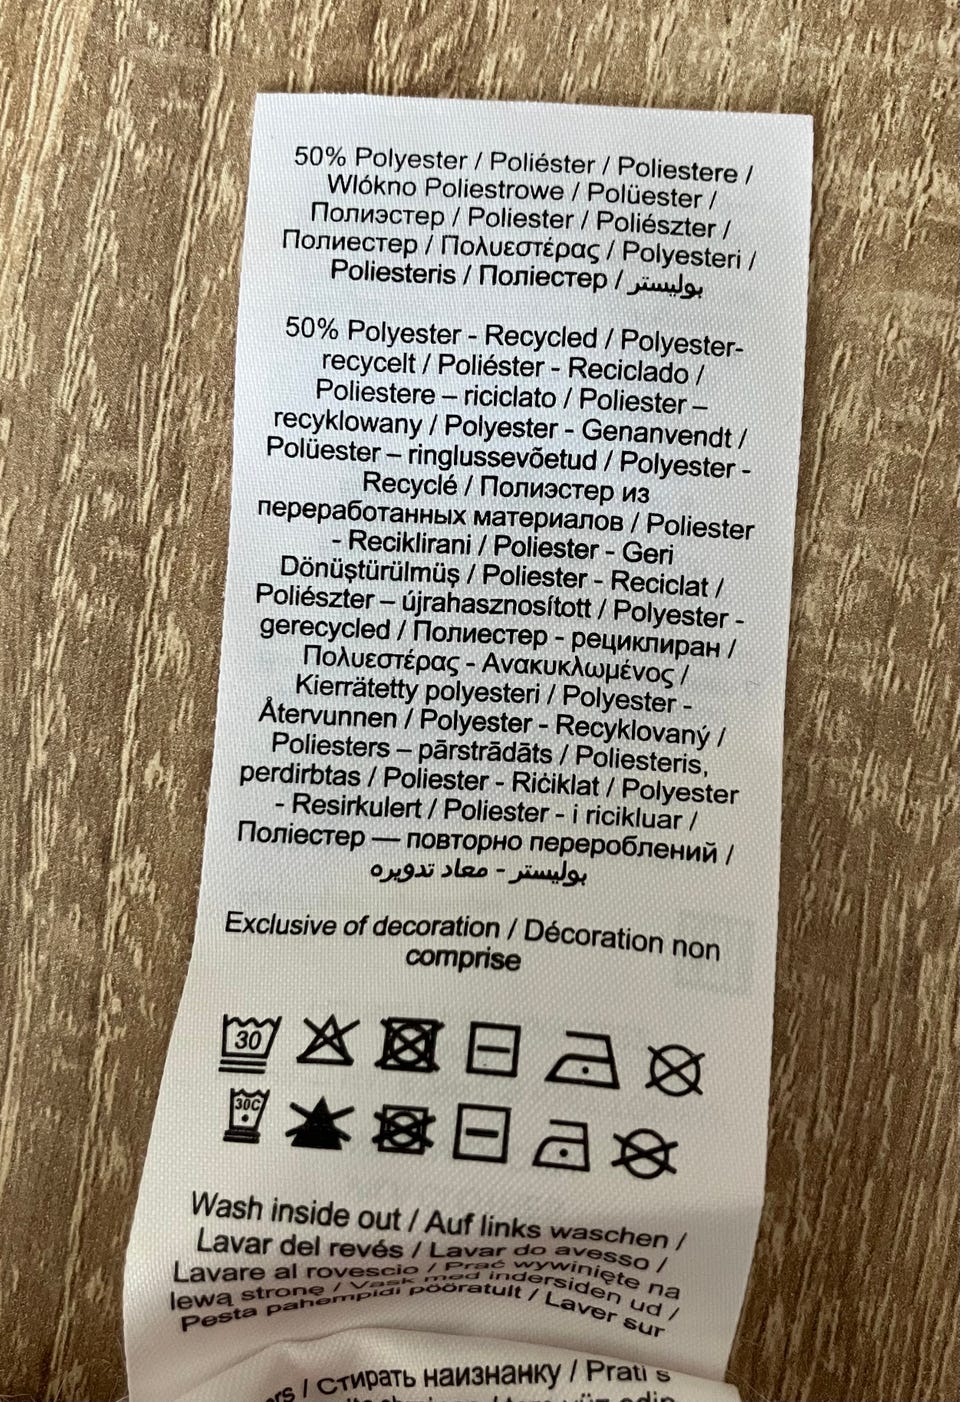 50% Polyester / Poliéster / Poliestere /
Wlókno Poliestrowe / Polüester /
Полиэстер / Poliester / Poliészter /
Полиестер / Πολυεστέρας / Polyesteri /
Poliesteris / Поліестер / بوليستر
50% Polyester - Recycled / Polyester-
recycelt / Poliéster - Reciclado /
Poliestere – riciclato / Poliester –
recyklowany / Polyester - Genanvendt /
Polüester – ringlussevõetud / Polyester -
Recyclé / Полиэстер из
переработанных материалов / Poliester
- Reciklirani / Poliester - Geri
Dönüştürülmüş / Poliester - Reciclat /
Poliészter – újrahasznosított / Polyester -
gerecycled / Полиестер - рециклиран /
Πολυεστέρας - Ανακυκλωμένος /
Kierrätetty polyesteri / Polyester -
Återvunnen / Polyester - Recyklovaný /
Poliesters – pārstrādāts / Poliesteris,
perdirbtas / Poliester - Riċiklat / Polyester
- Resirkulert / Poliester - i ricikluar /
Поліестер — повторно перероблений /
بوليستر - معاد تدويره
Exclusive of decoration / Décoration non
comprise
30
30C
Wash inside out / Auf links waschen /
Lavar del revés / Lavar do avesso /
Lavare al rovescio / Prać wywinięte na
lewą stronę / Vask med indersiden ud /
Pesta pahempidi pööratult / Laver sur
/ Стирать наизнанку / Prati s